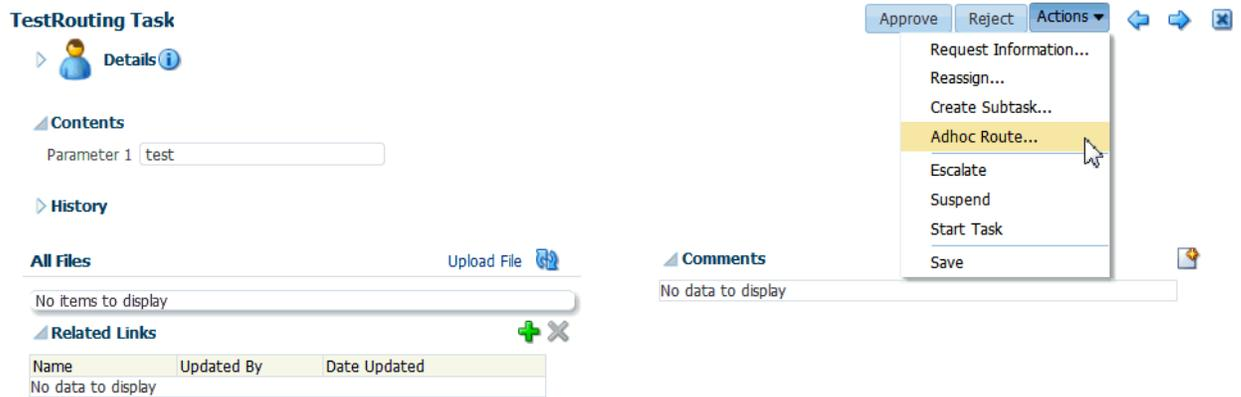 TestRouting Task
Approve Reject Actions
Details
Request Information...
Reassign...
Create Subtask...
Adhoc Route...
Escalate
Suspend
Start Task
Save
Contents
Parameter 1 test
History
All Files Upload File
No items to display
Related Links
Name Updated By Date Updated
No data to display
Comments
No data to display